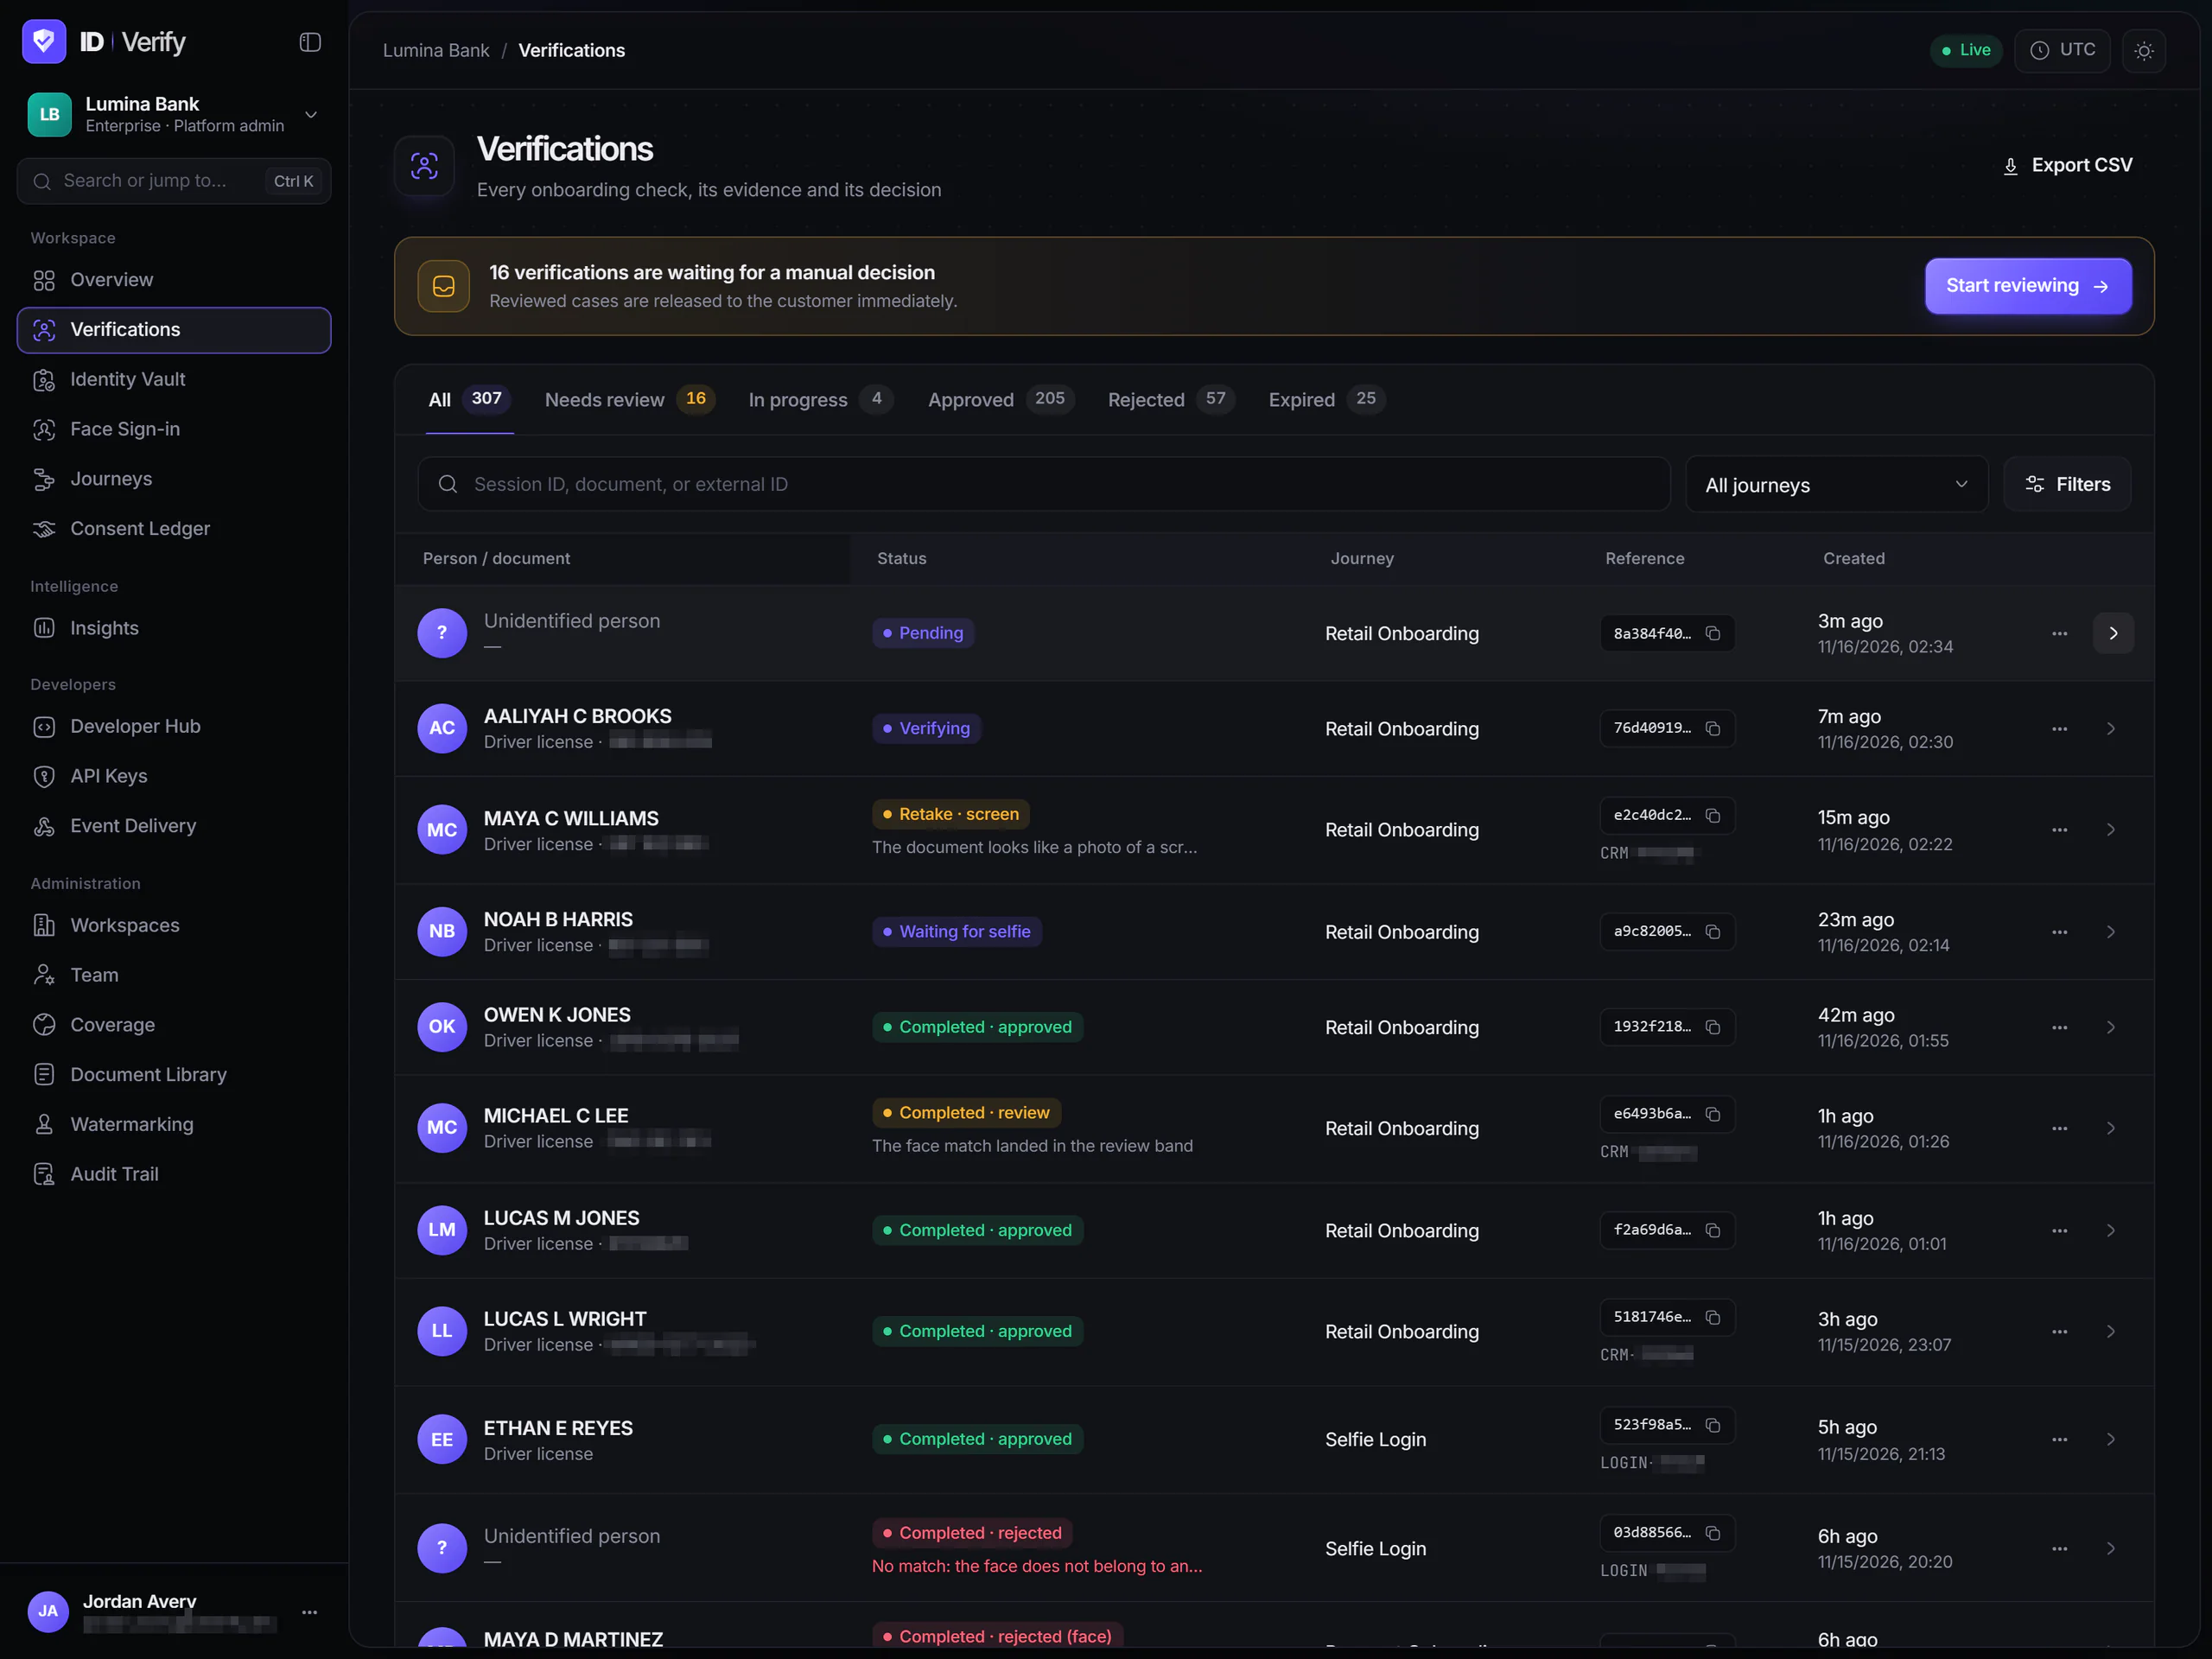 ID Verify
LB
Lumina Bank
Enterprise · Platform admin
Search or jump to...
Ctrl K
Workspace
Overview
Verifications
Identity Vault
Face Sign-in
Journeys
Consent Ledger
Intelligence
Insights
Developers
Developer Hub
API Keys
Event Delivery
Administration
Workspaces
Team
Coverage
Document Library
Watermarking
Audit Trail
JA
Jordan Avery
Lumina Bank / Verifications
Live
UTC
Verifications
Every onboarding check, its evidence and its decision
Export CSV
16 verifications are waiting for a manual decision
Reviewed cases are released to the customer immediately.
Start reviewing
All 307 Needs review 16 In progress 4 Approved 205 Rejected 57 Expired 25
Session ID, document, or external ID
All journeys
Filters
Person / document Status Journey Reference Created
? Unidentified person
—
Pending
Retail Onboarding
8a384f40…
3m ago
11/16/2026, 02:34
AC AALIYAH C BROOKS
Driver license ·
Verifying
Retail Onboarding
76d40919…
7m ago
11/16/2026, 02:30
MC MAYA C WILLIAMS
Driver license ·
Retake · screen
The document looks like a photo of a scr...
Retail Onboarding
e2c40dc2…
CRM
15m ago
11/16/2026, 02:22
NB NOAH B HARRIS
Driver license ·
Waiting for selfie
Retail Onboarding
a9c82005…
23m ago
11/16/2026, 02:14
OK OWEN K JONES
Driver license ·
Completed · approved
Retail Onboarding
1932f218…
42m ago
11/16/2026, 01:55
MC MICHAEL C LEE
Driver license
Completed · review
The face match landed in the review band
Retail Onboarding
e6493b6a…
CRM
1h ago
11/16/2026, 01:26
LM LUCAS M JONES
Driver license ·
Completed · approved
Retail Onboarding
f2a69d6a…
1h ago
11/16/2026, 01:01
LL LUCAS L WRIGHT
Driver license ·
Completed · approved
Retail Onboarding
5181746e…
CRM-
3h ago
11/15/2026, 23:07
EE ETHAN E REYES
Driver license
Completed · approved
Selfie Login
523f98a5…
LOGIN-
5h ago
11/15/2026, 21:13
? Unidentified person
—
Completed · rejected
No match: the face does not belong to an...
Selfie Login
03d88566…
LOGIN
6h ago
11/15/2026, 20:20
MAYA D MARTINEZ
Completed · rejected (face)
6h ago